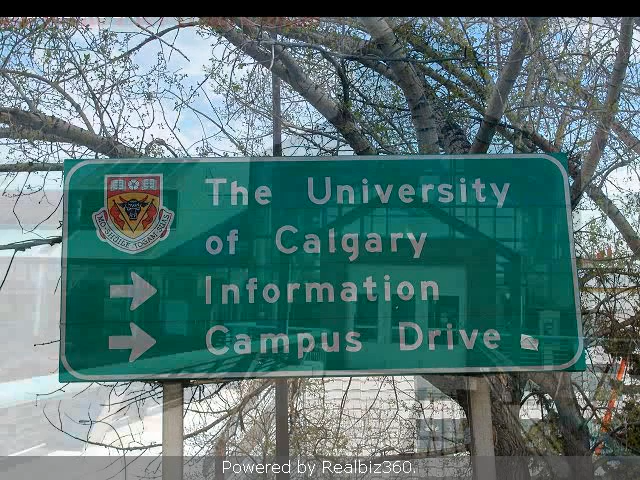 The University
of Calgary
Information
Campus Drive
Powered by Realbiz360.